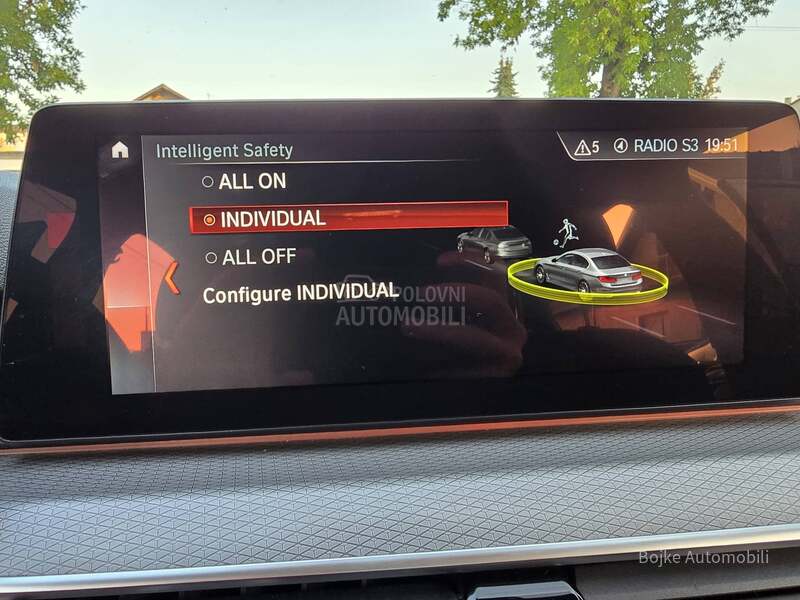 Intelligent Safety
5 RADIO S3 19:51
ALL ON
INDIVIDUAL
ALL OFF
Configure INDIVIDUAL
POLOVNI
AUTOMOBILI
Bojke Automobili